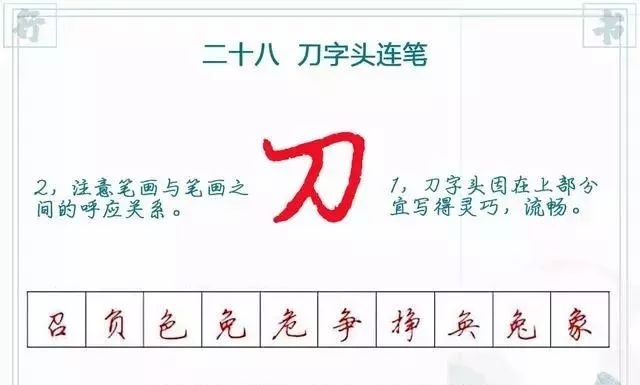 行 书
二十八 刀字头连笔
刀
1，刀字头因在上部分
宜写得灵巧，流畅。
2，注意笔画与笔画之
间的呼应关系。
召 负 色 免 危 争 挣 奂 兔 象